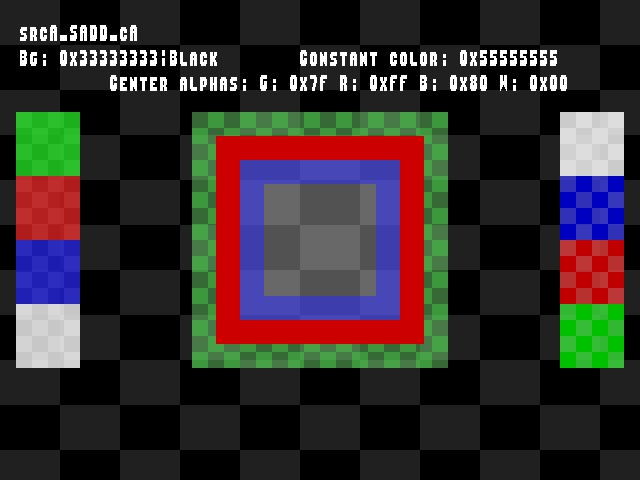 srcA_SADD_cA
Bg: 0x33333333¦Black Constant color: 0x55555555
Center alphas: G: 0x7f R: 0xff B: 0x80 W: 0x00